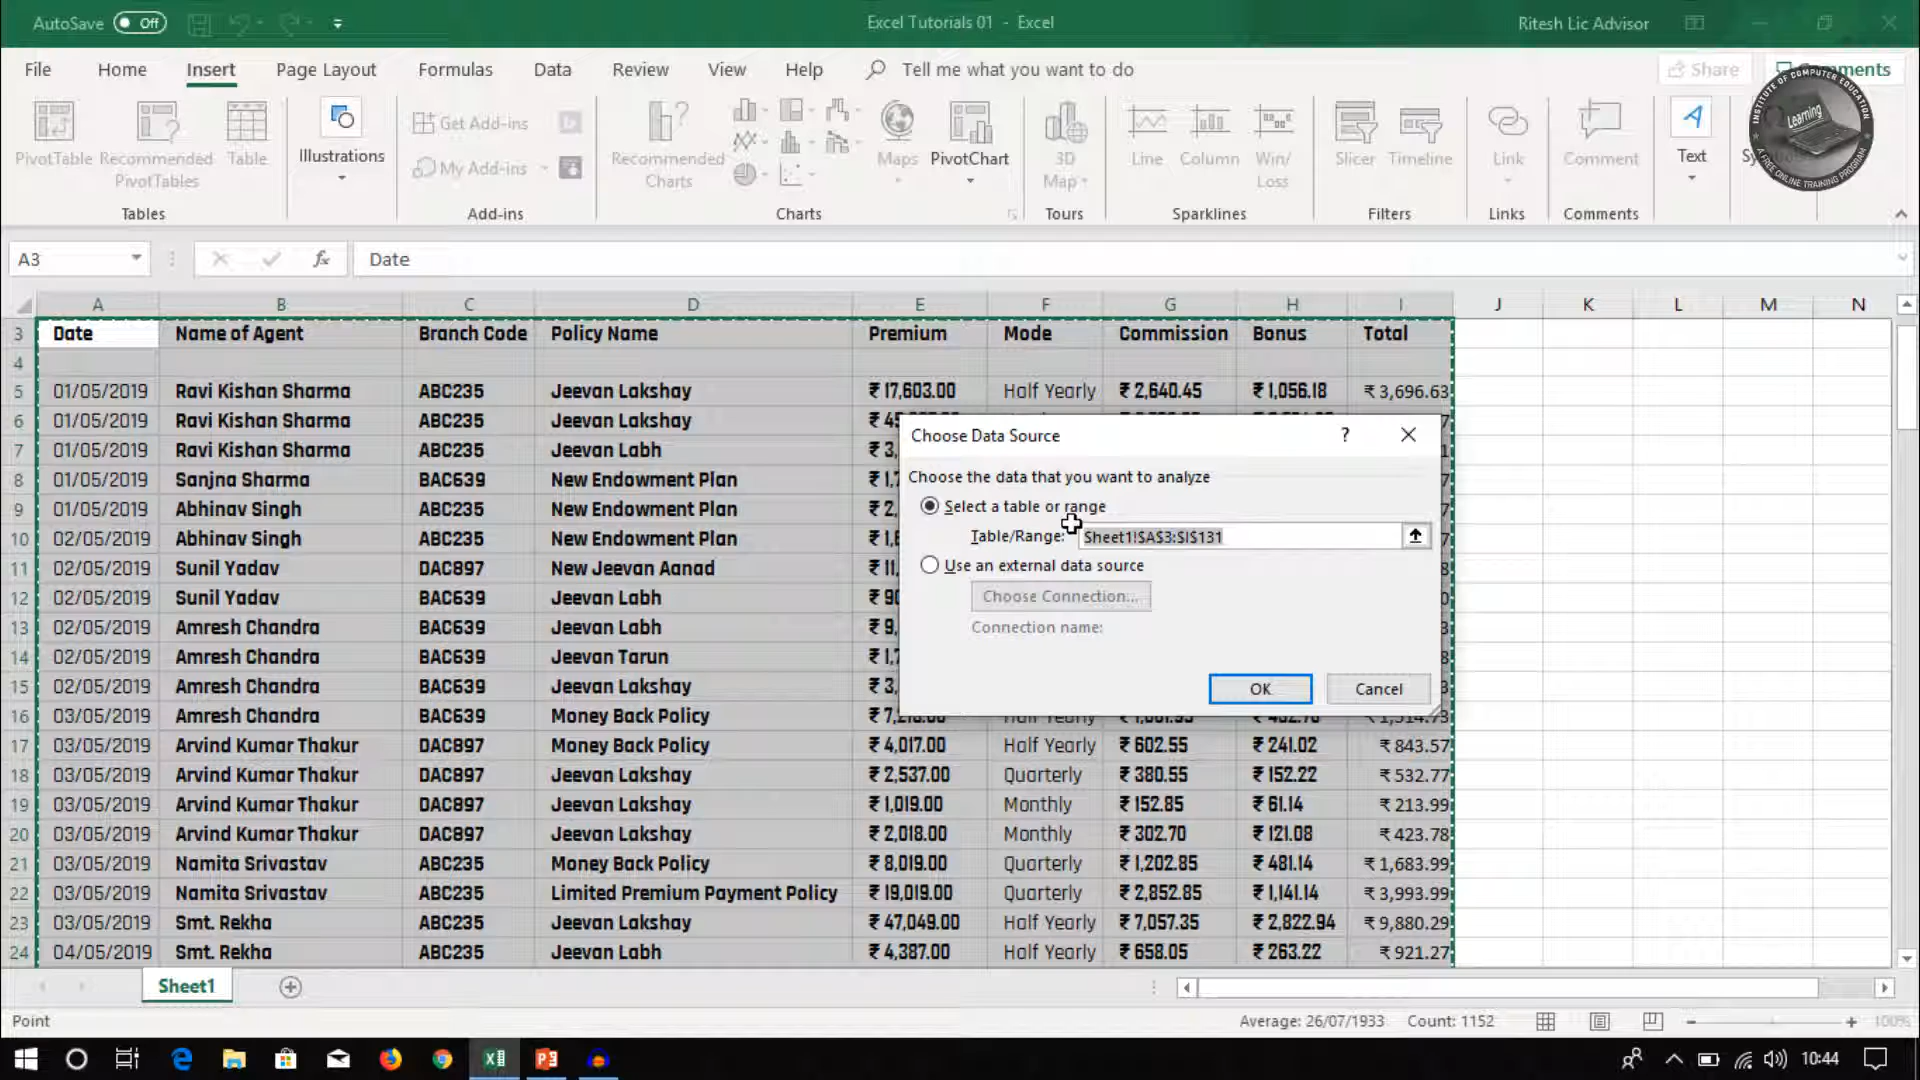 AutoSave Off Excel Tutorials 01 - Excel Ritesh Lic Advisor
File Home Insert Page Layout Formulas Data Review View Help Tell me what you want to do Share Comments
INSTITUTE OF COMPUTER EDUCATION
Learning
A FREE ONLINE TRAINING PROGRAM
PivotTable Recommended PivotTables Table Illustrations Get Add-ins My Add-ins Recommended Charts Maps PivotChart 3D Map Line Column Win/Loss Slicer Timeline Link Comment Text
Tables Add-ins Charts Tours Sparklines Filters Links Comments
A3 fx Date
A B C D E F G H I J K L M N
3 Date Name of Agent Branch Code Policy Name Premium Mode Commission Bonus Total
4
5 01/05/2019 Ravi Kishan Sharma ABC235 Jeevan Lakshay ₹ 17,603.00 Half Yearly ₹ 2,640.45 ₹ 1,056.18 ₹ 3,696.63
6 01/05/2019 Ravi Kishan Sharma ABC235 Jeevan Lakshay
7 01/05/2019 Ravi Kishan Sharma ABC235 Jeevan Labh
8 01/05/2019 Sanjna Sharma BAC639 New Endowment Plan
9 01/05/2019 Abhinav Singh ABC235 New Endowment Plan
10 02/05/2019 Abhinav Singh ABC235 New Endowment Plan
11 02/05/2019 Sunil Yadav DAC897 New Jeevan Aanad
12 02/05/2019 Sunil Yadav BAC639 Jeevan Labh
13 02/05/2019 Amresh Chandra BAC639 Jeevan Labh
14 02/05/2019 Amresh Chandra BAC639 Jeevan Tarun
15 02/05/2019 Amresh Chandra BAC639 Jeevan Lakshay
16 03/05/2019 Amresh Chandra BAC639 Money Back Policy
17 03/05/2019 Arvind Kumar Thakur DAC897 Money Back Policy ₹ 4,017.00 Half Yearly ₹ 602.55 ₹ 241.02 ₹ 843.57
18 03/05/2019 Arvind Kumar Thakur DAC897 Jeevan Lakshay ₹ 2,537.00 Quarterly ₹ 380.55 ₹ 152.22 ₹ 532.77
19 03/05/2019 Arvind Kumar Thakur DAC897 Jeevan Lakshay ₹ 1,019.00 Monthly ₹ 152.85 ₹ 61.14 ₹ 213.99
20 03/05/2019 Arvind Kumar Thakur DAC897 Jeevan Lakshay ₹ 2,018.00 Monthly ₹ 302.70 ₹ 121.08 ₹ 423.78
21 03/05/2019 Namita Srivastav ABC235 Money Back Policy ₹ 8,019.00 Quarterly ₹ 1,202.85 ₹ 481.14 ₹ 1,683.99
22 03/05/2019 Namita Srivastav ABC235 Limited Premium Payment Policy ₹ 19,019.00 Quarterly ₹ 2,852.85 ₹ 1,141.14 ₹ 3,993.99
23 03/05/2019 Smt. Rekha ABC235 Jeevan Lakshay ₹ 47,049.00 Half Yearly ₹ 7,057.35 ₹ 2,822.94 ₹ 9,880.29
24 04/05/2019 Smt. Rekha ABC235 Jeevan Labh ₹ 4,387.00 Half Yearly ₹ 658.05 ₹ 263.22 ₹ 921.27
Choose Data Source ?
Choose the data that you want to analyze
Select a table or range
Table/Range: Sheet1!$A$3:$I$131
Use an external data source
Choose Connection...
Connection name:
OK Cancel
Sheet1
Point Average: 26/07/1933 Count: 1152 100%
10:44